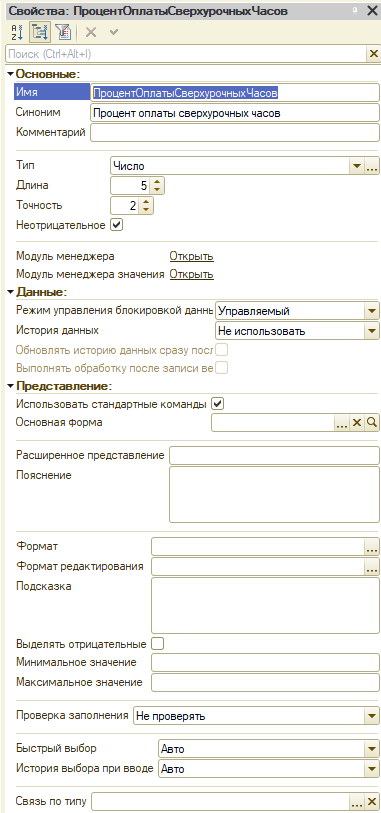 Свойства: ПроцентОплатыСверхурочныхЧасов
Поиск (Ctrl+Alt+I)
Основные:
Имя ПроцентОплатыСверхурочныхЧасов
Синоним Процент оплаты сверхурочных часов
Комментарий
Тип Число
Длина 5
Точность 2
Неотрицательное
Модуль менеджера Открыть
Модуль менеджера значения Открыть
Данные:
Режим управления блокировкой данны Управляемый
История данных Не использовать
Обновлять историю данных сразу посл
Выполнять обработку после записи ве
Представление:
Использовать стандартные команды
Основная форма
Расширенное представление
Пояснение
Формат
Формат редактирования
Подсказка
Выделять отрицательные
Минимальное значение
Максимальное значение
Проверка заполнения Не проверять
Быстрый выбор Авто
История выбора при вводе Авто
Связь по типу